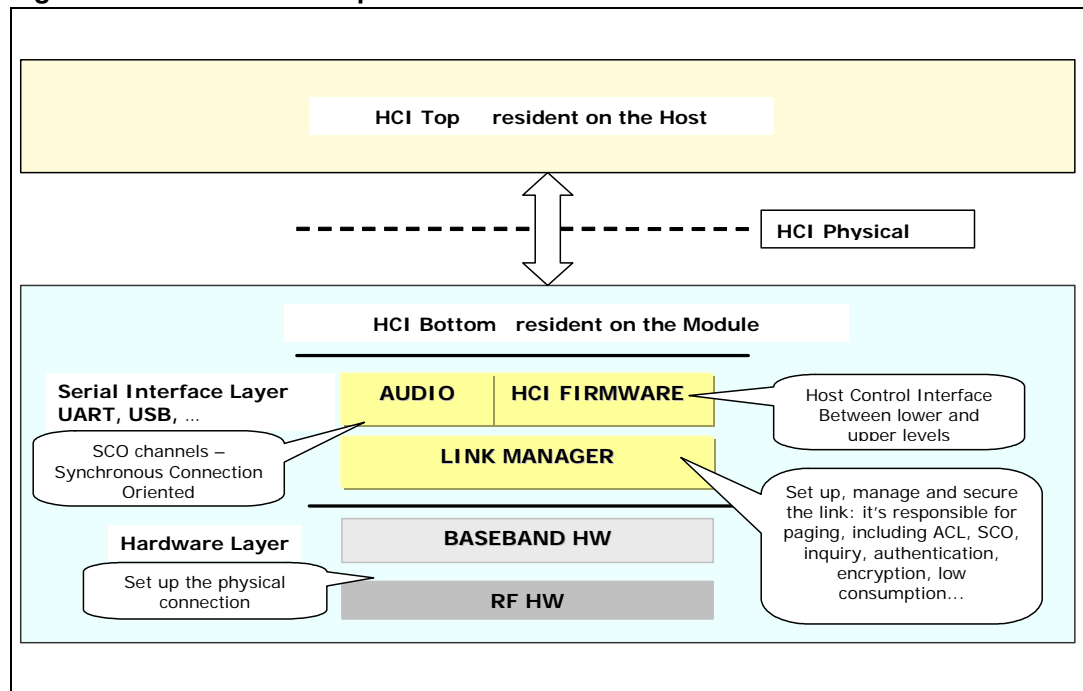 HCI Top resident on the Host
HCI Physical
HCI Bottom resident on the Module
Serial Interface Layer
UART, USB, ...
AUDIO
HCI FIRMWARE
Host Control Interface
Between lower and
upper levels
SCO channels –
Synchronous Connection
Oriented
LINK MANAGER
Set up, manage and secure
the link: it's responsible for
paging, including ACL, SCO,
inquiry, authentication,
encryption, low
consumption...
Hardware Layer
BASEBAND HW
Set up the physical
connection
RF HW